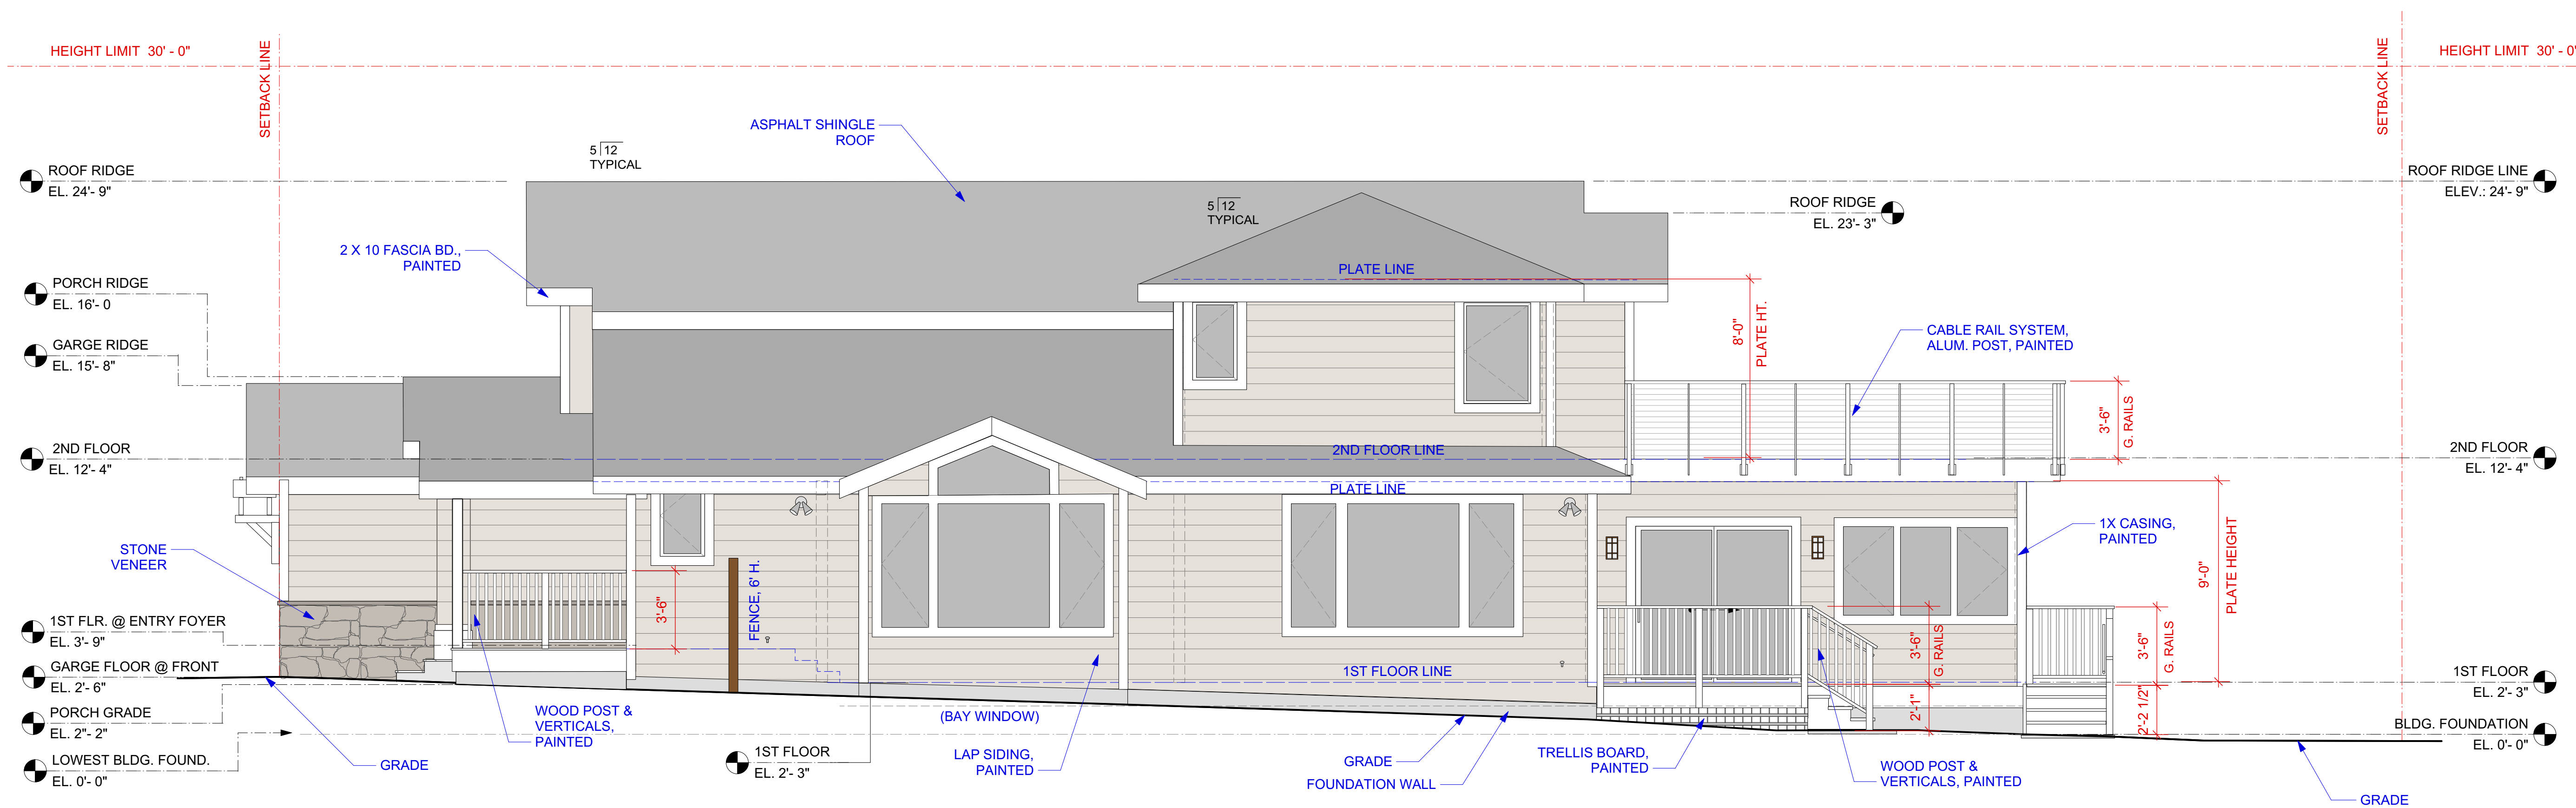 HEIGHT LIMIT  30' - 0"
SETBACK LINE
SETBACK LINE
HEIGHT LIMIT  30' - 0"
ASPHALT SHINGLE
ROOF
5 12
TYPICAL
ROOF RIDGE
EL. 24'- 9"
ROOF RIDGE LINE
ELEV.: 24'- 9"
5 12
TYPICAL
ROOF RIDGE
EL. 23'- 3"
2 X 10 FASCIA BD.,
PAINTED
PLATE LINE
PORCH RIDGE
EL. 16'- 0
8'-0"
PLATE HT.
CABLE RAIL SYSTEM,
ALUM. POST, PAINTED
GARGE RIDGE
EL. 15'- 8"
3'-6"
G. RAILS
2ND FLOOR
EL. 12'- 4"
2ND FLOOR LINE
2ND FLOOR
EL. 12'- 4"
PLATE LINE
STONE
VENEER
1X CASING,
PAINTED
9'-0"
PLATE HEIGHT
FENCE, 6' H.
3'-6"
1ST FLR. @ ENTRY FOYER
EL. 3'- 9"
3'-6"
G. RAILS
3'-6"
G. RAILS
GARGE FLOOR @ FRONT
EL. 2'- 6"
1ST FLOOR LINE
1ST FLOOR
EL. 2'- 3"
PORCH GRADE
EL. 2"- 2"
WOOD POST &
VERTICALS,
PAINTED
(BAY WINDOW)
2'-1"
2'-2 1/2"
BLDG. FOUNDATION
EL. 0'- 0"
LOWEST BLDG. FOUND.
EL. 0'- 0"
GRADE
1ST FLOOR
EL. 2'- 3"
LAP SIDING,
PAINTED
GRADE
FOUNDATION WALL
TRELLIS BOARD,
PAINTED
WOOD POST &
VERTICALS, PAINTED
GRADE